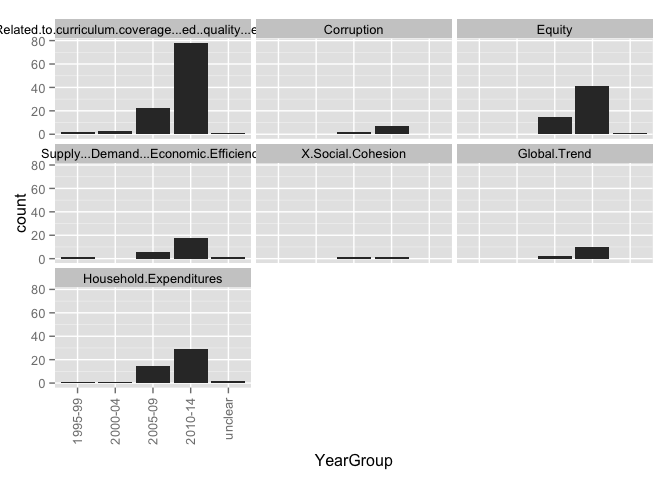 Related.to.curriculum.coverage...ed..quality...e
Corruption
Equity
80
60
40
20
0
Supply...Demand...Economic.Efficienc
X.Social.Cohesion
Global.Trend
80
60
40
20
0
count
Household.Expenditures
80
60
40
20
0
1995-99
2000-04
2005-09
2010-14
unclear
YearGroup